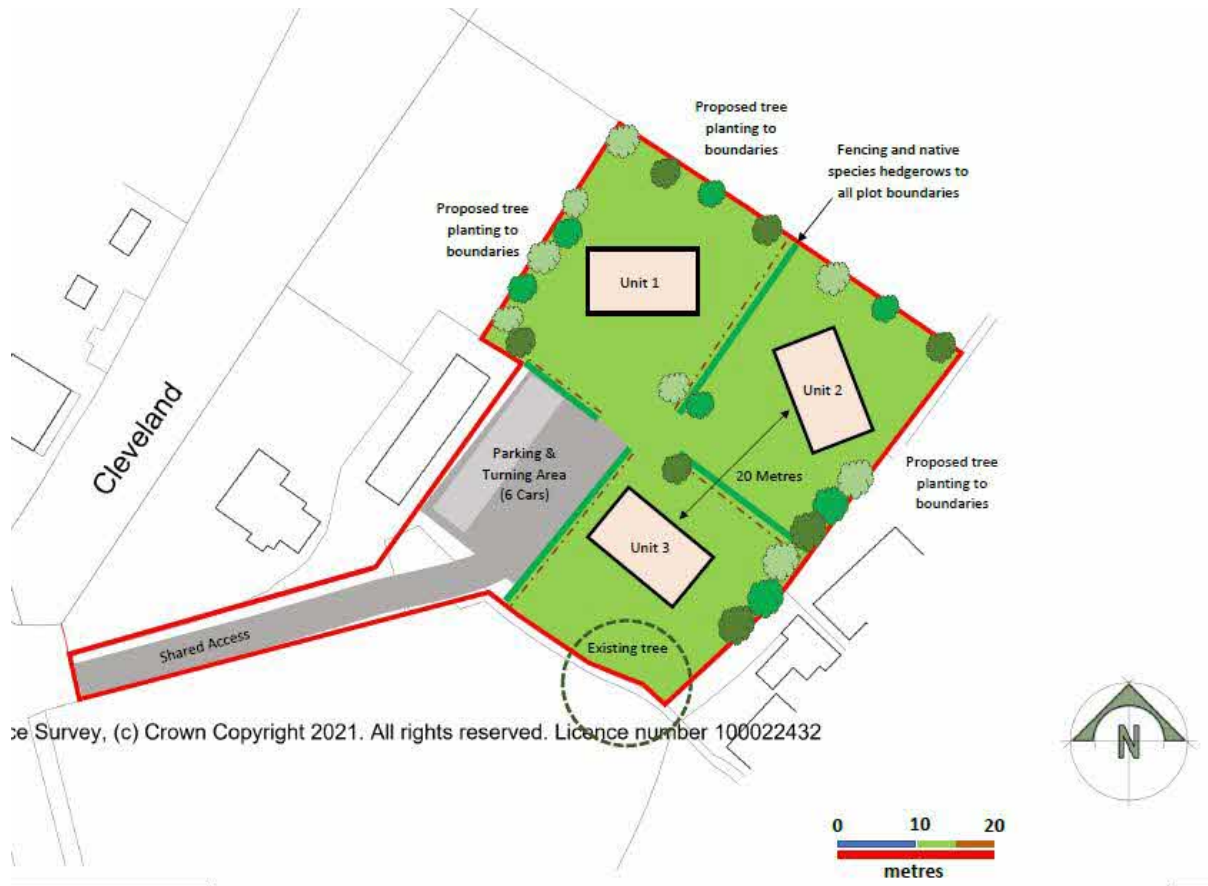 Proposed tree
planting to
boundaries
Fencing and native
species hedgerows to
all plot boundaries
Proposed tree
planting to
boundaries
Unit 1
Unit 2
Cleveland
Parking &
Turning Area
(6 Cars)
20 Metres
Proposed tree
planting to
boundaries
Unit 3
Shared Access
Existing tree
ce Survey, (c) Crown Copyright 2021. All rights reserved. Licence number 100022432
N
0 10 20
metres